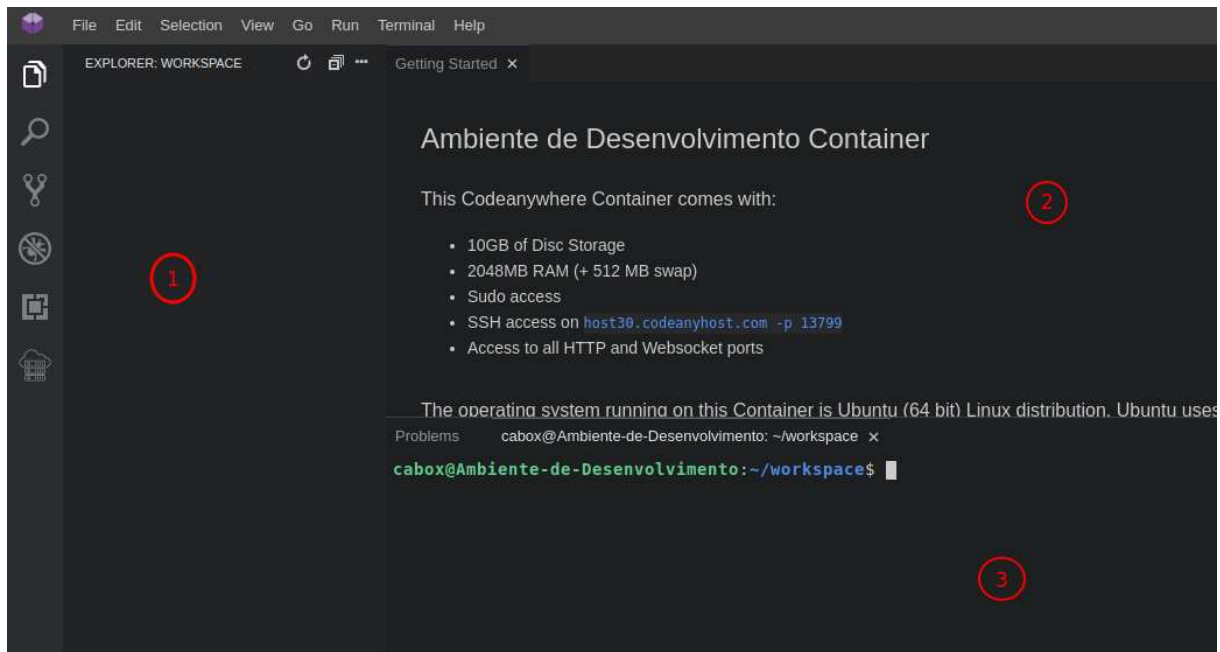 File Edit Selection View Go Run Terminal Help
EXPLORER: WORKSPACE
Getting Started
Ambiente de Desenvolvimento Container
This Codeanywhere Container comes with:
• 10GB of Disc Storage
• 2048MB RAM (+ 512 MB swap)
• Sudo access
• SSH access on host30.codeanyhost.com -p 13799
• Access to all HTTP and Websocket ports
The operating system running on this Container is Ubuntu (64 bit) Linux distribution. Ubuntu uses
Problems cabox@Ambiente-de-Desenvolvimento: ~/workspace
cabox@Ambiente-de-Desenvolvimento:~/workspace$
1
2
3